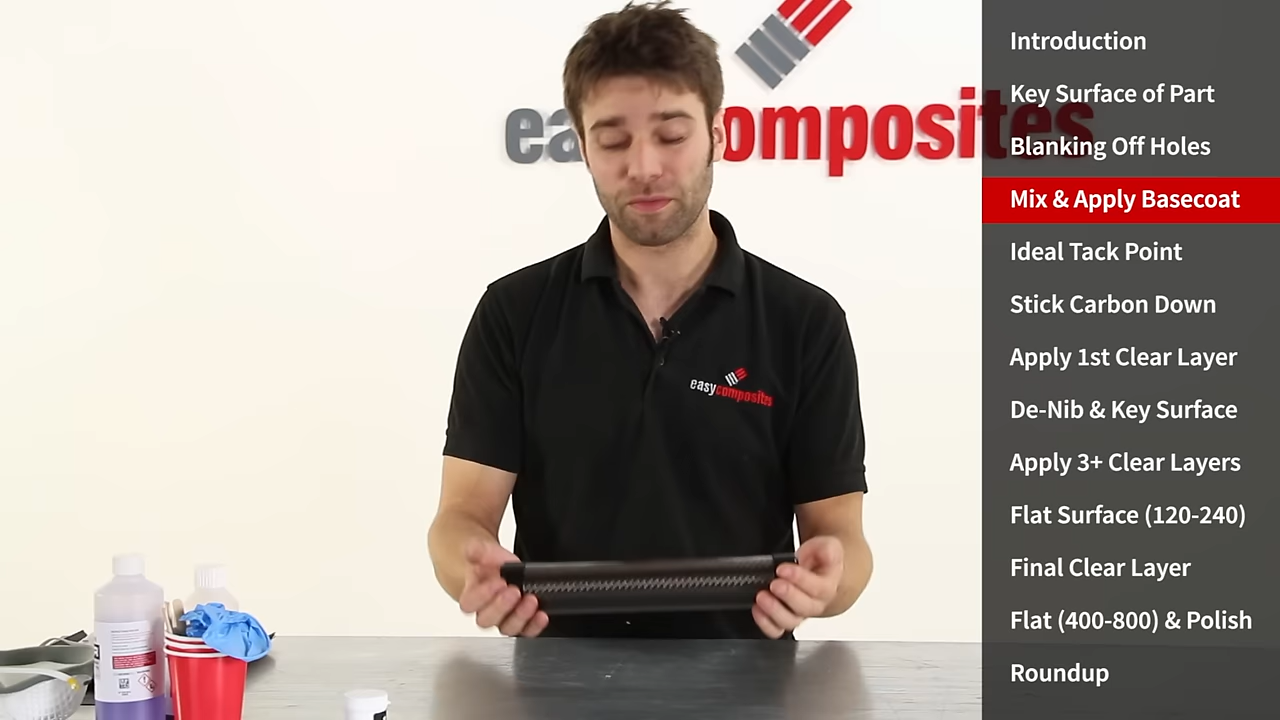 easycomposites
easycomposites
Introduction
Key Surface of Part
Blanking Off Holes
Mix & Apply Basecoat
Ideal Tack Point
Stick Carbon Down
Apply 1st Clear Layer
De-Nib & Key Surface
Apply 3+ Clear Layers
Flat Surface (120-240)
Final Clear Layer
Flat (400-800) & Polish
Roundup